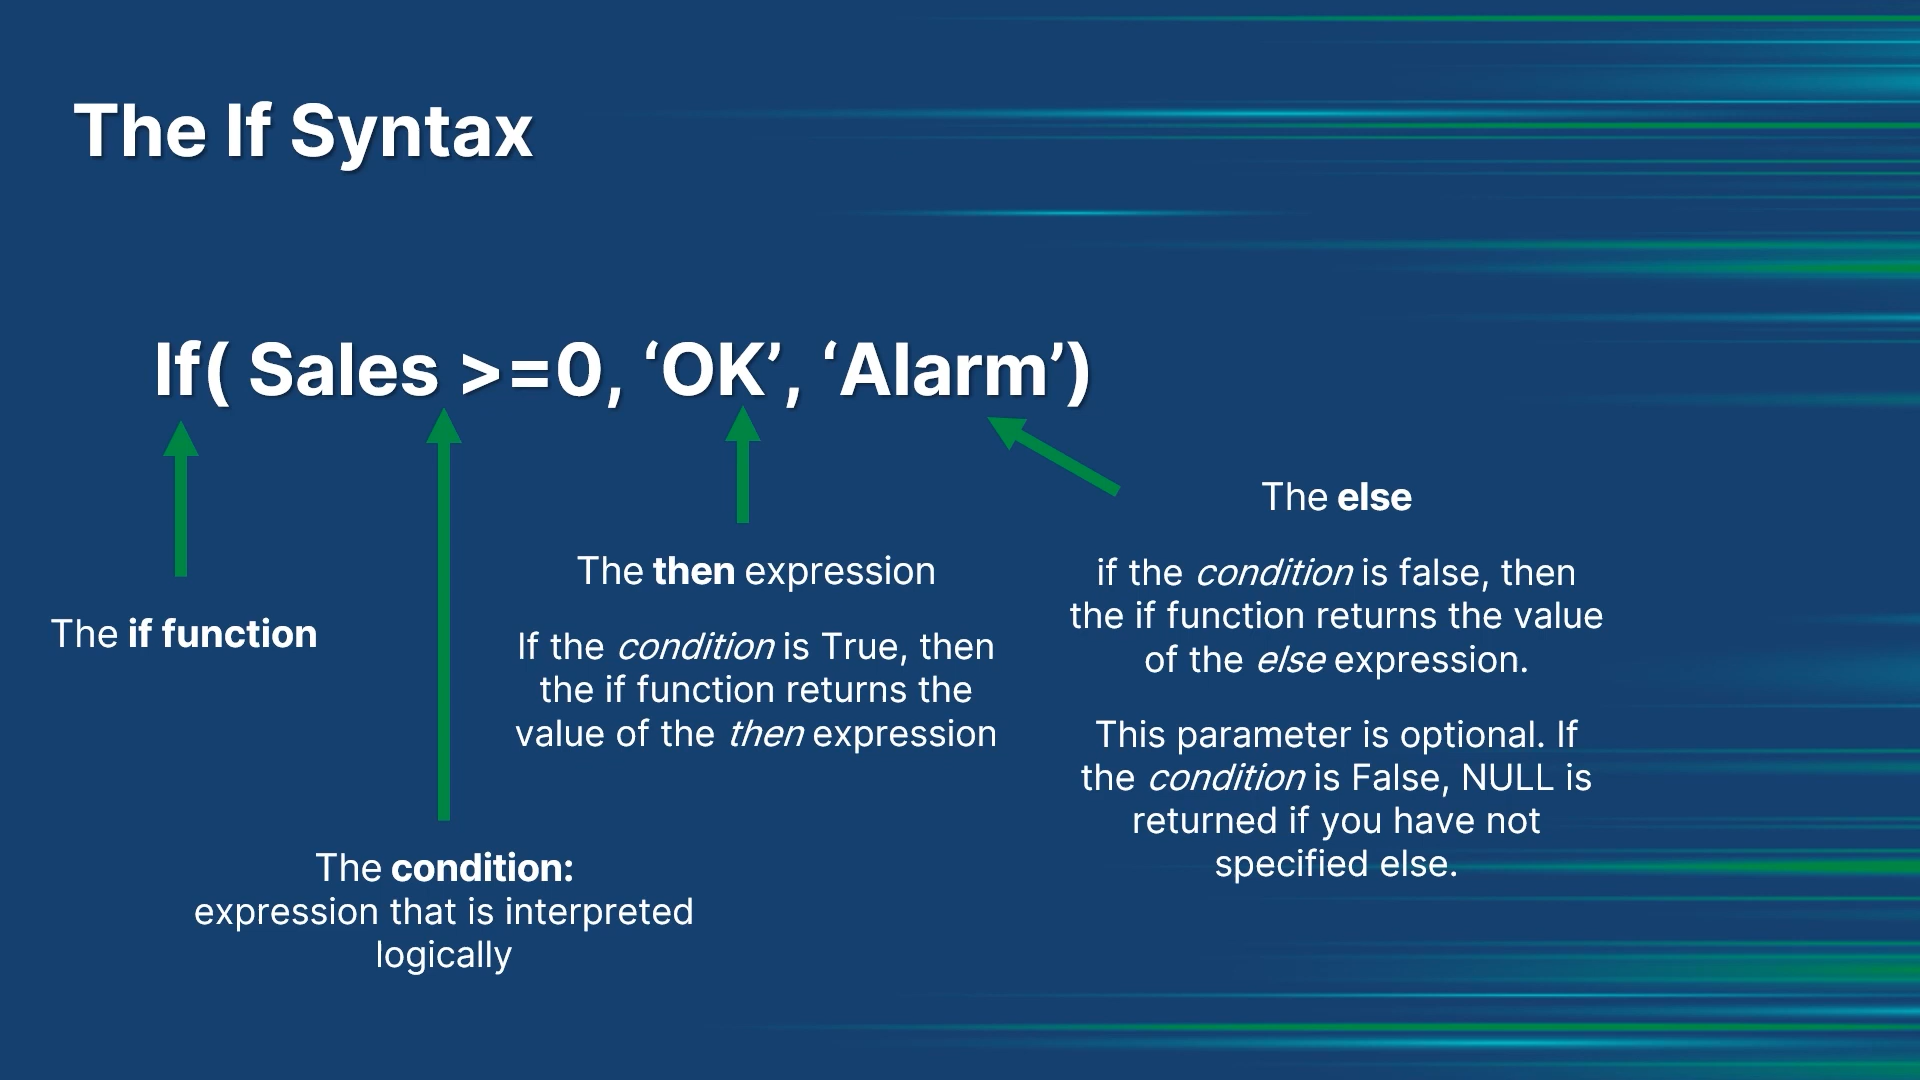 The If Syntax
If( Sales >=0, ‘OK’, ‘Alarm’)
The if function
The condition:
expression that is interpreted
logically
The then expression
If the condition is True, then
the if function returns the
value of the then expression
The else
if the condition is false, then
the if function returns the value
of the else expression.
This parameter is optional. If
the condition is False, NULL is
returned if you have not
specified else.